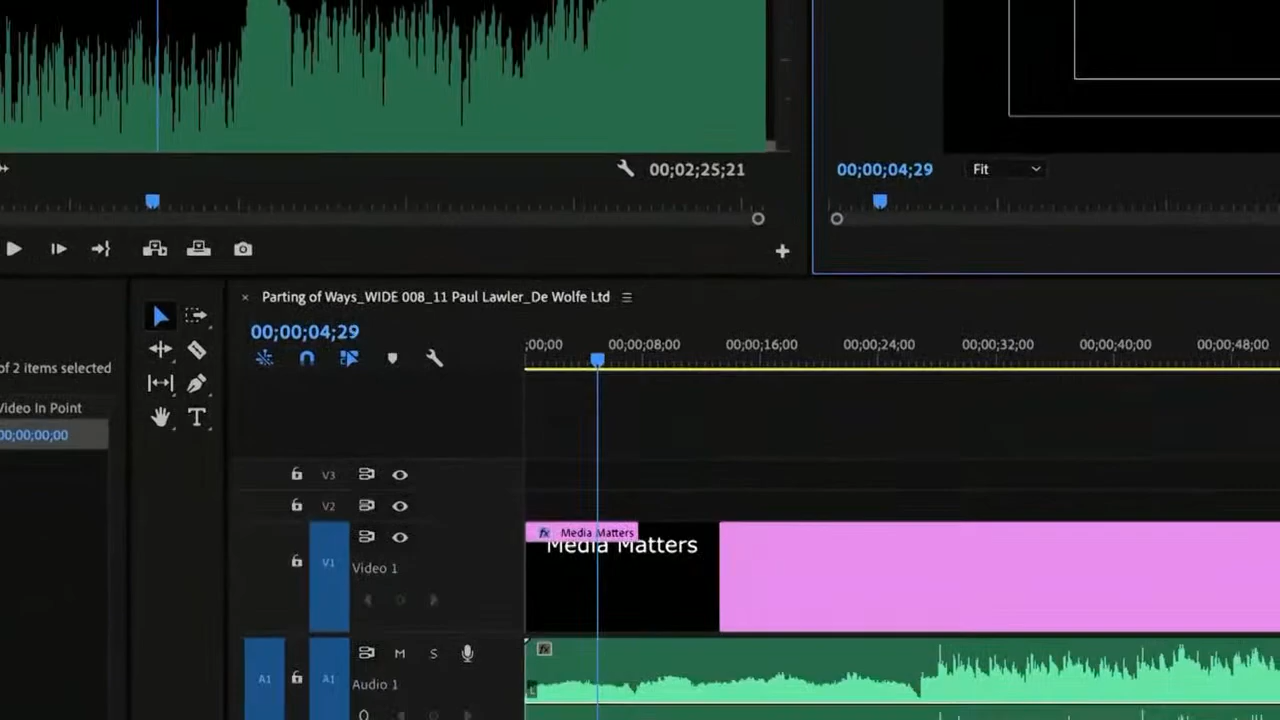 00;02;25;21
00;00;04;29
Fit
Parting of Ways_WIDE 008_11 Paul Lawler_De Wolfe Ltd
00;00;04;29
;00;00
00;00;08;00
00;00;16;00
00;00;24;00
00;00;32;00
00;00;40;00
00;00;48;00
of 2 items selected
Video In Point
00;00;00;00
V3
V2
fx Media Matters
Media Matters
V1
Video 1
fx
M
S
A1
A1
Audio 1
L